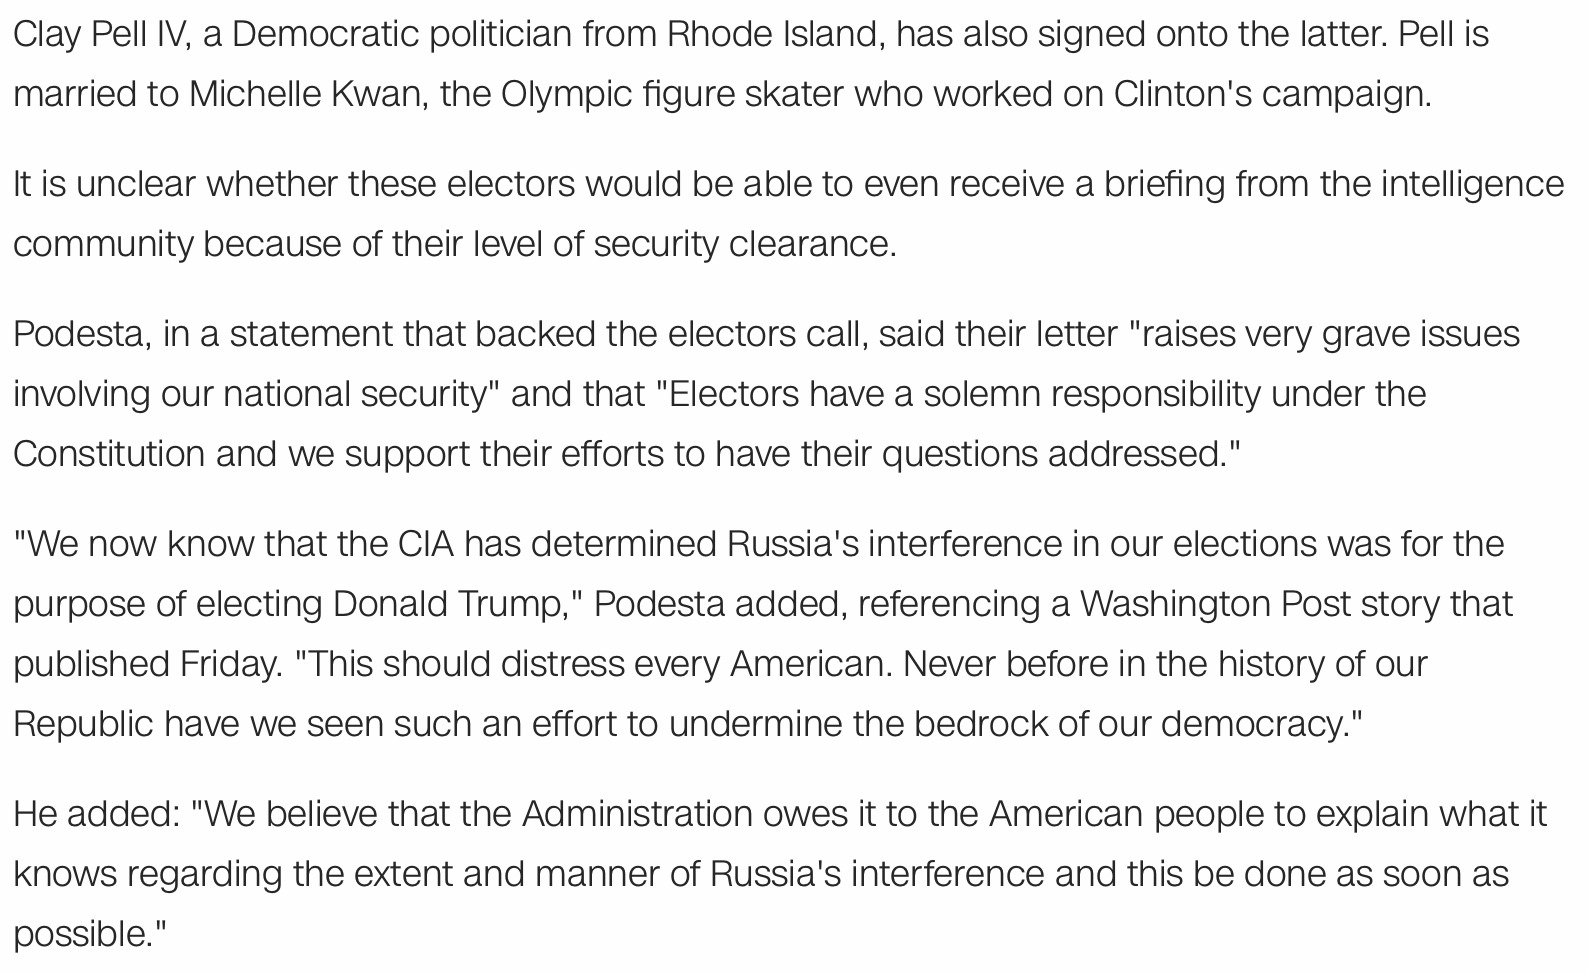 Clay Pell IV, a Democratic politician from Rhode Island, has also signed onto the latter. Pell is
married to Michelle Kwan, the Olympic figure skater who worked on Clinton's campaign.
It is unclear whether these electors would be able to even receive a briefing from the intelligence
community because of their level of security clearance.
Podesta, in a statement that backed the electors call, said their letter "raises very grave issues
involving our national security" and that "Electors have a solemn responsibility under the
Constitution and we support their efforts to have their questions addressed."
"We now know that the CIA has determined Russia's interference in our elections was for the
purpose of electing Donald Trump," Podesta added, referencing a Washington Post story that
published Friday. "This should distress every American. Never before in the history of our
Republic have we seen such an effort to undermine the bedrock of our democracy."
He added: "We believe that the Administration owes it to the American people to explain what it
knows regarding the extent and manner of Russia's interference and this be done as soon as
possible."